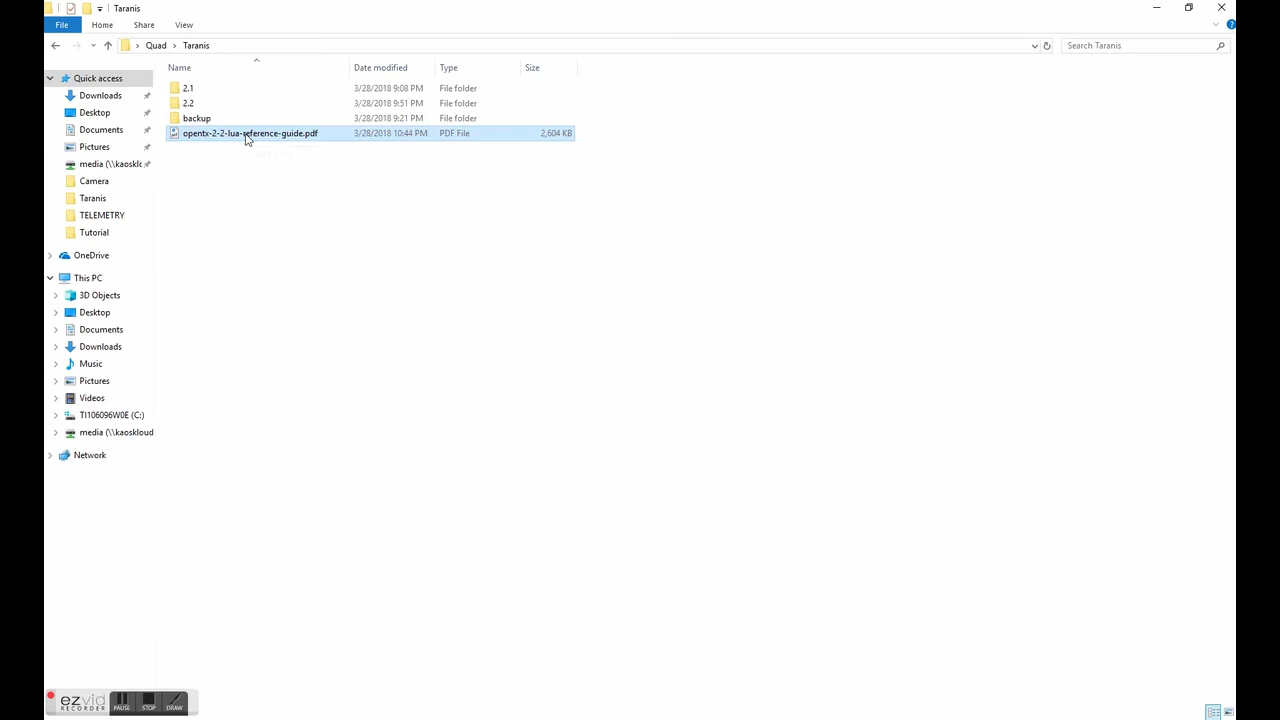 Taranis
File Home Share View
Quad Taranis Search Taranis
Name Date modified Type Size
Quick access
Downloads
Desktop
Documents
Pictures
media (\\kaosklc
Camera
Taranis
TELEMETRY
Tutorial
OneDrive
This PC
3D Objects
Desktop
Documents
Downloads
Music
Pictures
Videos
TI106096W0E (C:)
media (\\kaoskloud
Network
2.1 3/28/2018 9:08 PM File folder
2.2 3/28/2018 9:51 PM File folder
backup 3/28/2018 9:21 PM File folder
opentx-2-2-lua-reference-guide.pdf 3/28/2018 10:44 PM PDF File 2,604 KB
ezvid
RECORDER
PAUSE STOP DRAW